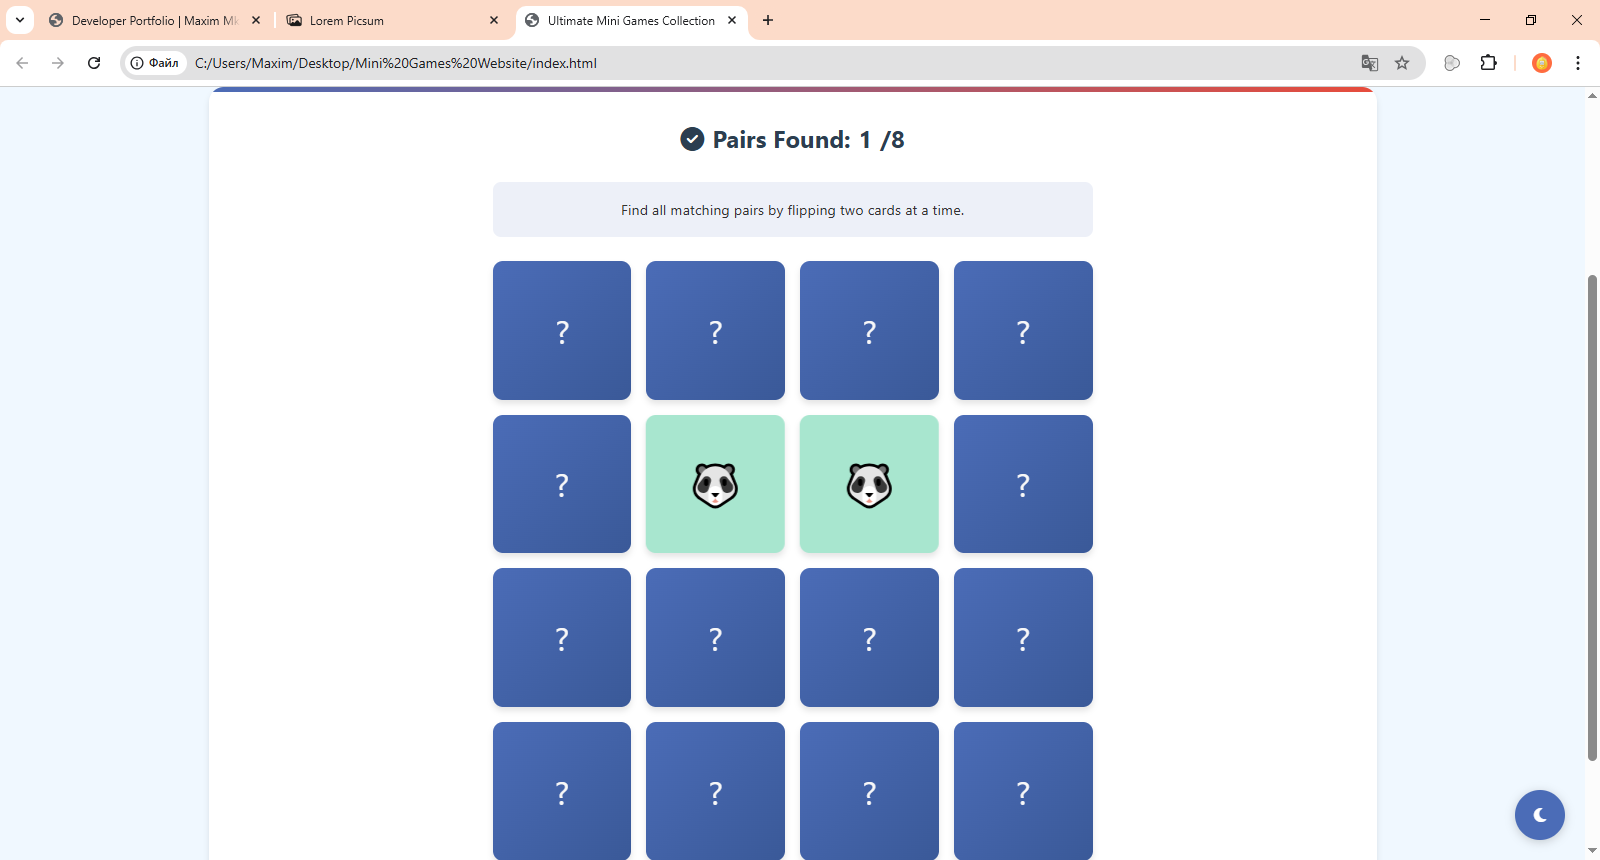 Developer Portfolio | Maxim
Lorem Picsum
Ultimate Mini Games Collection
Файл
C:/Users/Maxim/Desktop/Mini%20Games%20Website/index.html
Pairs Found: 1 /8
Find all matching pairs by flipping two cards at a time.
? ? ? ?
? ?
? ? ? ?
? ? ? ?